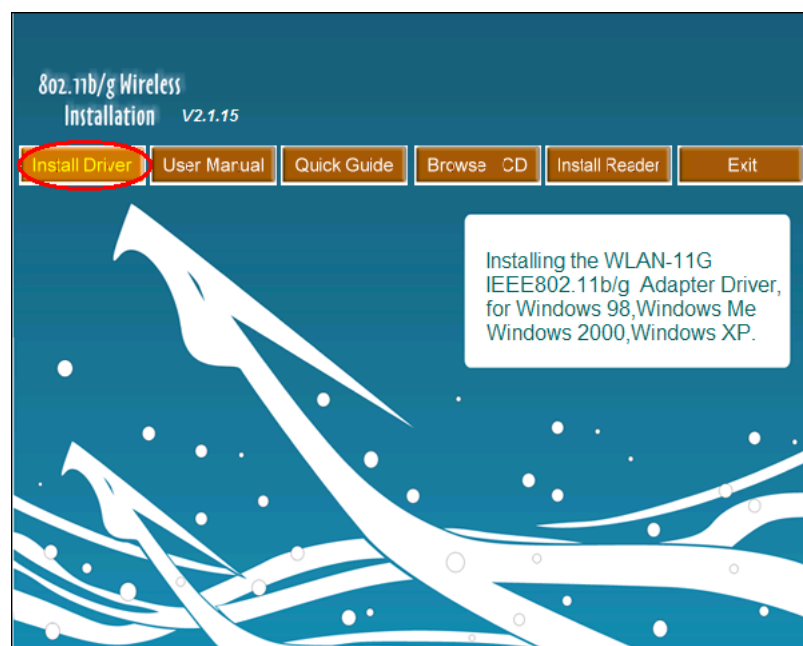 802.11b/g Wireless
Installation V2.1.15
Install Driver User Manual Quick Guide Browse CD Install Reader Exit
Installing the WLAN-11G
IEEE802.11b/g Adapter Driver,
for Windows 98,Windows Me
Windows 2000,Windows XP.